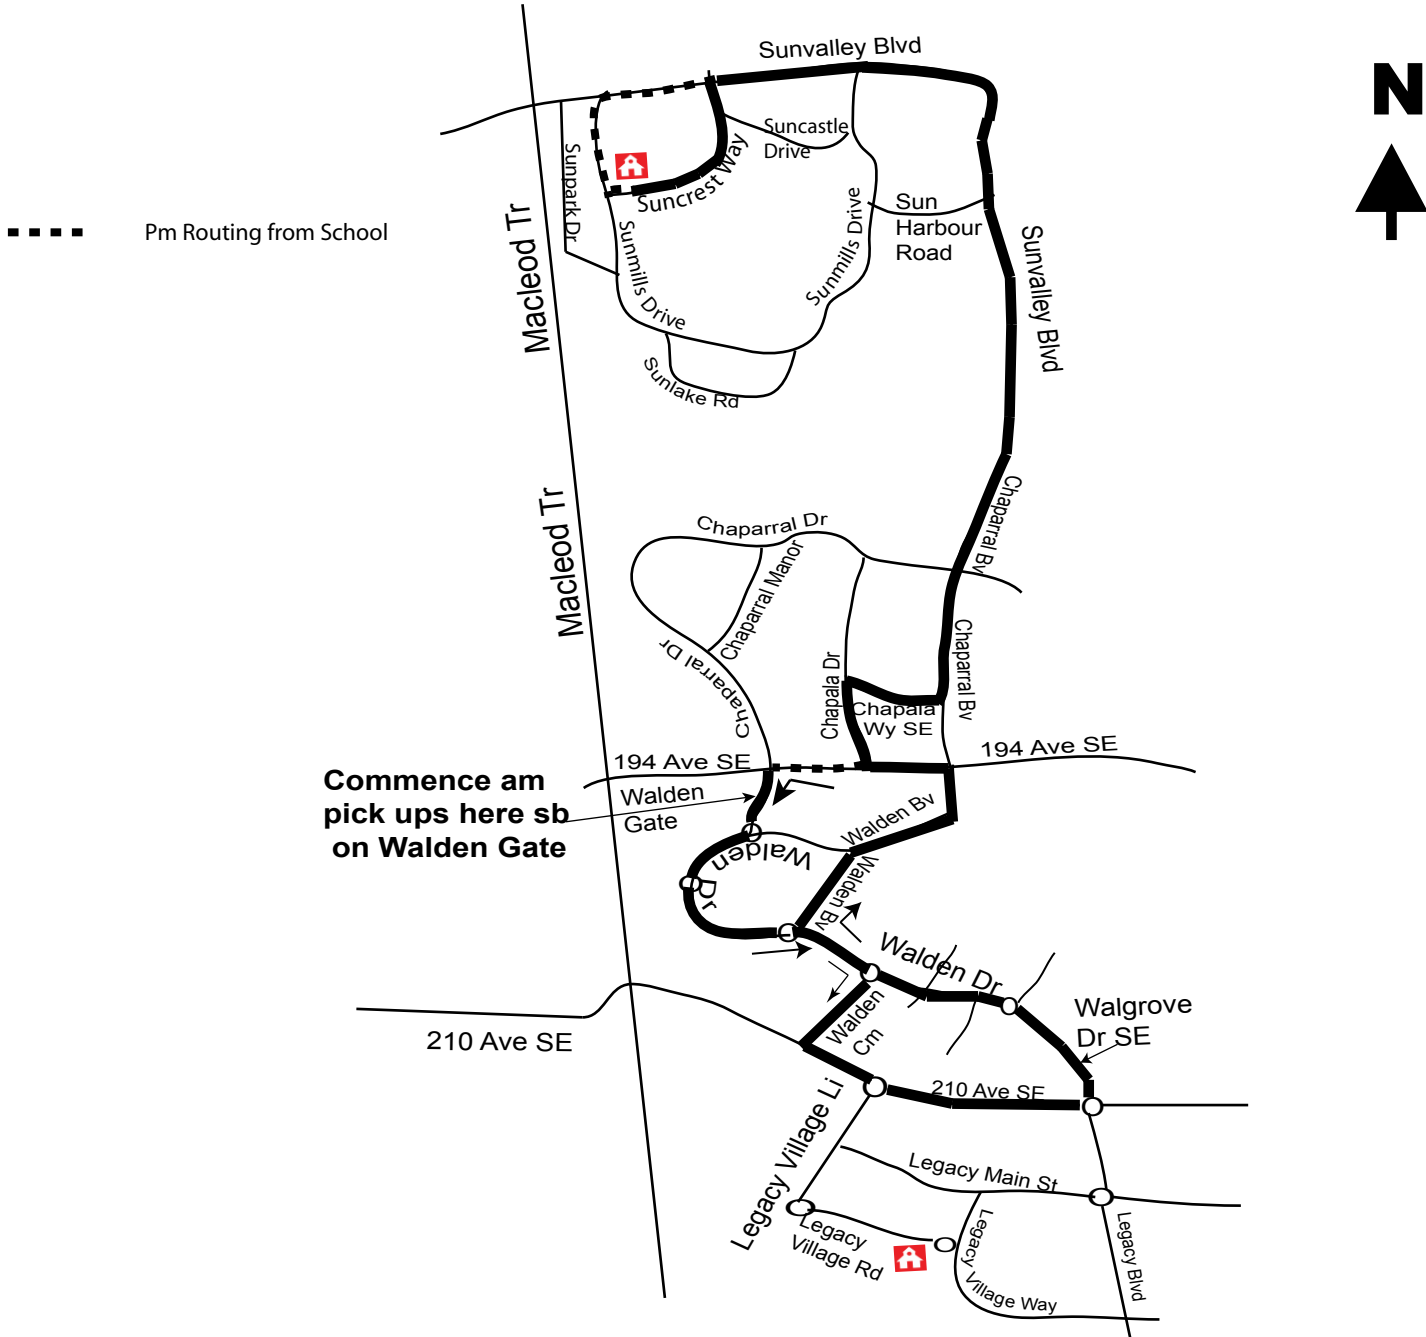 Sunvalley Blvd
N
Suncastle
Drive
Sunpark Dr
Suncrest Way
Sun
Harbour
Road
Macleod Tr
Pm Routing from School
Sunmills Drive
Sunmills Drive
Sunvalley Blvd
Sunlake Rd
Chaparral Bv
Macleod Tr
Chaparral Dr
Chaparral Manor
Chaparral Dr
Chaparral Bv
Chapala Dr
Chapala
Wy SE
194 Ave SE
194 Ave SE
Commence am
pick ups here sb
on Walden Gate
Walden
Gate
Walden Bv
Walden
Dr
Walden Bv
Walden Dr
Walgrove
Dr SE
Walden
Cm
210 Ave SE
210 Ave SE
Legacy Village Li
Legacy Main St
Legacy
Village Rd
Legacy Village Way
Legacy Blvd